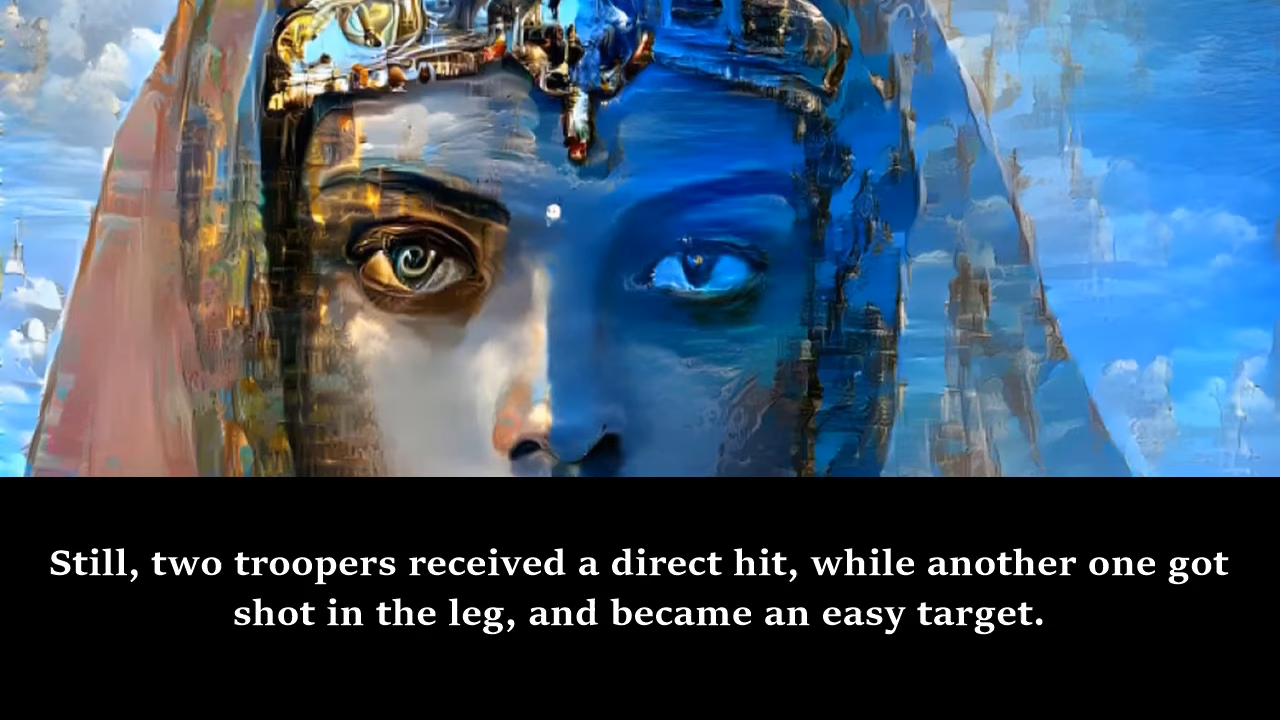 Still, two troopers received a direct hit, while another one got
shot in the leg, and became an easy target.